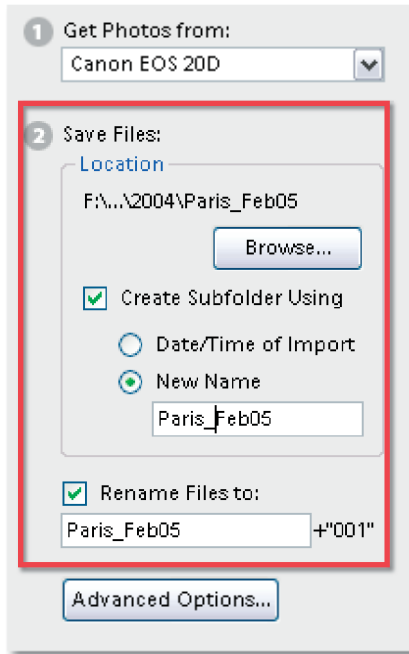 1 Get Photos from:
Canon EOS 20D
2 Save Files:
Location
F:\...\2004\Paris_Feb05
Browse...
Create Subfolder Using
Date/Time of Import
New Name
Paris_Feb05
Rename Files to:
Paris_Feb05 +"001"
Advanced Options...